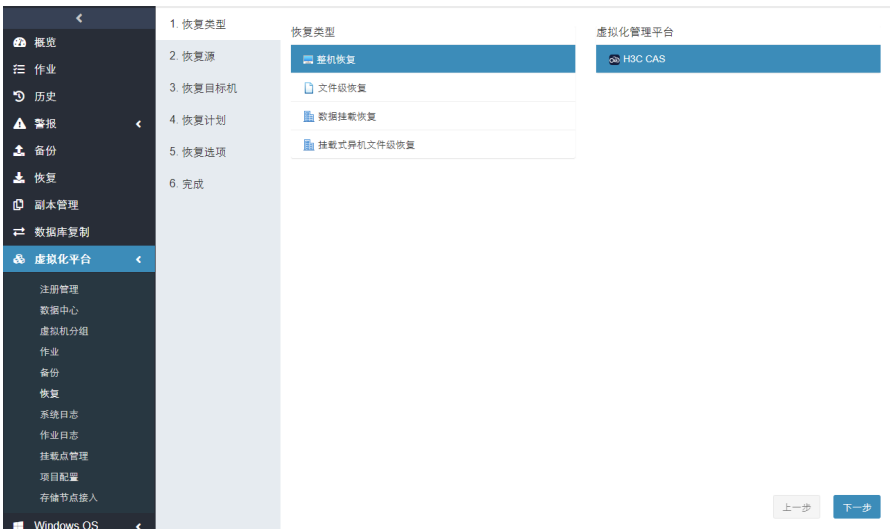 概览
作业
历史
警报
备份
恢复
副本管理
数据库复制
虚拟化平台
注册管理
数据中心
虚拟机分组
作业
备份
恢复
系统日志
作业日志
挂载点管理
项目配置
存储节点接入
Windows OS
1. 恢复类型
2. 恢复源
3. 恢复目标机
4. 恢复计划
5. 恢复选项
6. 完成
恢复类型
整机恢复
文件级恢复
数据挂载恢复
挂载式异机文件级恢复
虚拟化管理平台
H3C CAS
上一步
下一步